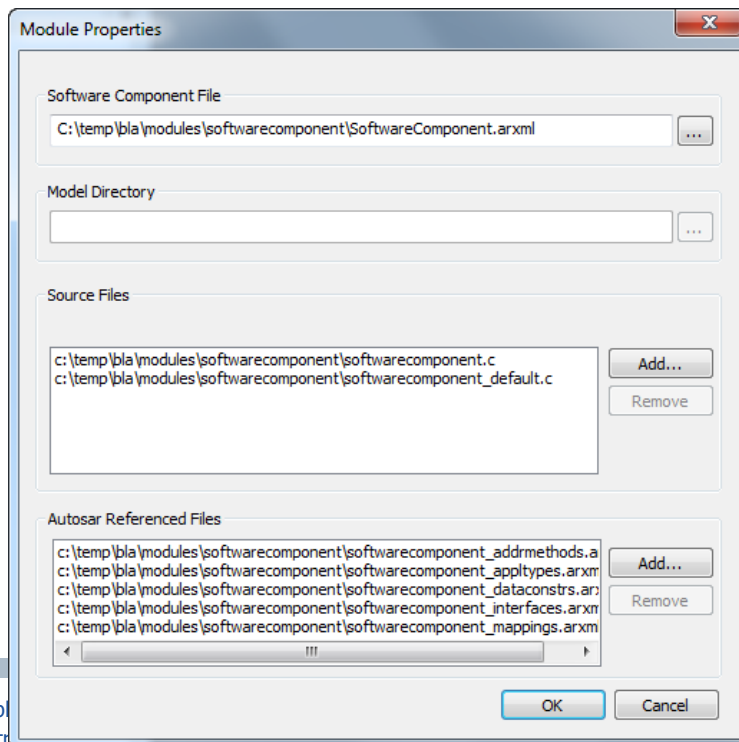 Module Properties
Software Component File
C:\temp\bla\modules\softwarecomponent\SoftwareComponent.arxml
...
Model Directory
...
Source Files
c:\temp\bla\modules\softwarecomponent\softwarecomponent.c
c:\temp\bla\modules\softwarecomponent\softwarecomponent_default.c
Add...
Remove
Autosar Referenced Files
c:\temp\bla\modules\softwarecomponent\softwarecomponent_addrmethods.a
c:\temp\bla\modules\softwarecomponent\softwarecomponent_appltypes.arxm
c:\temp\bla\modules\softwarecomponent\softwarecomponent_dataconstrs.arx
c:\temp\bla\modules\softwarecomponent\softwarecomponent_interfaces.arxm
c:\temp\bla\modules\softwarecomponent\softwarecomponent_mappings.arxml
Add...
Remove
OK
Cancel